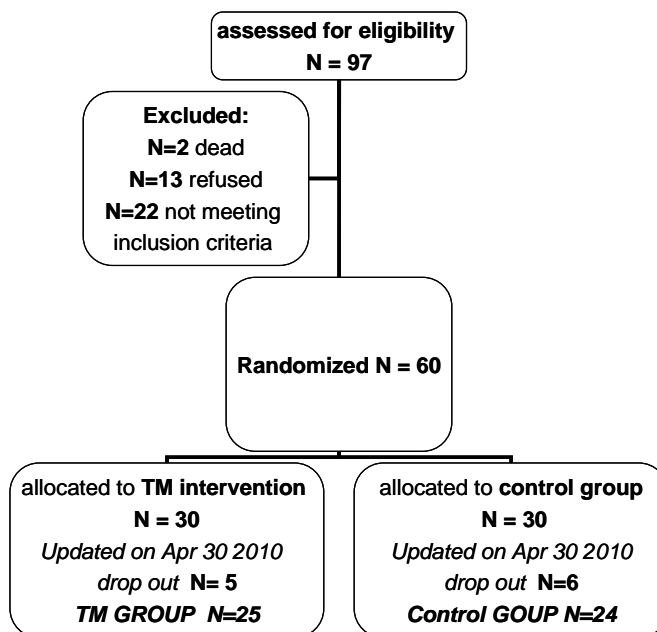 assessed for eligibility
N = 97
Excluded:
N=2 dead
N=13 refused
N=22 not meeting
inclusion criteria
Randomized N = 60
allocated to TM intervention
N = 30
Updated on Apr 30 2010
drop out N= 5
TM GROUP N=25
allocated to control group
N = 30
Updated on Apr 30 2010
drop out N=6
Control GOUP N=24